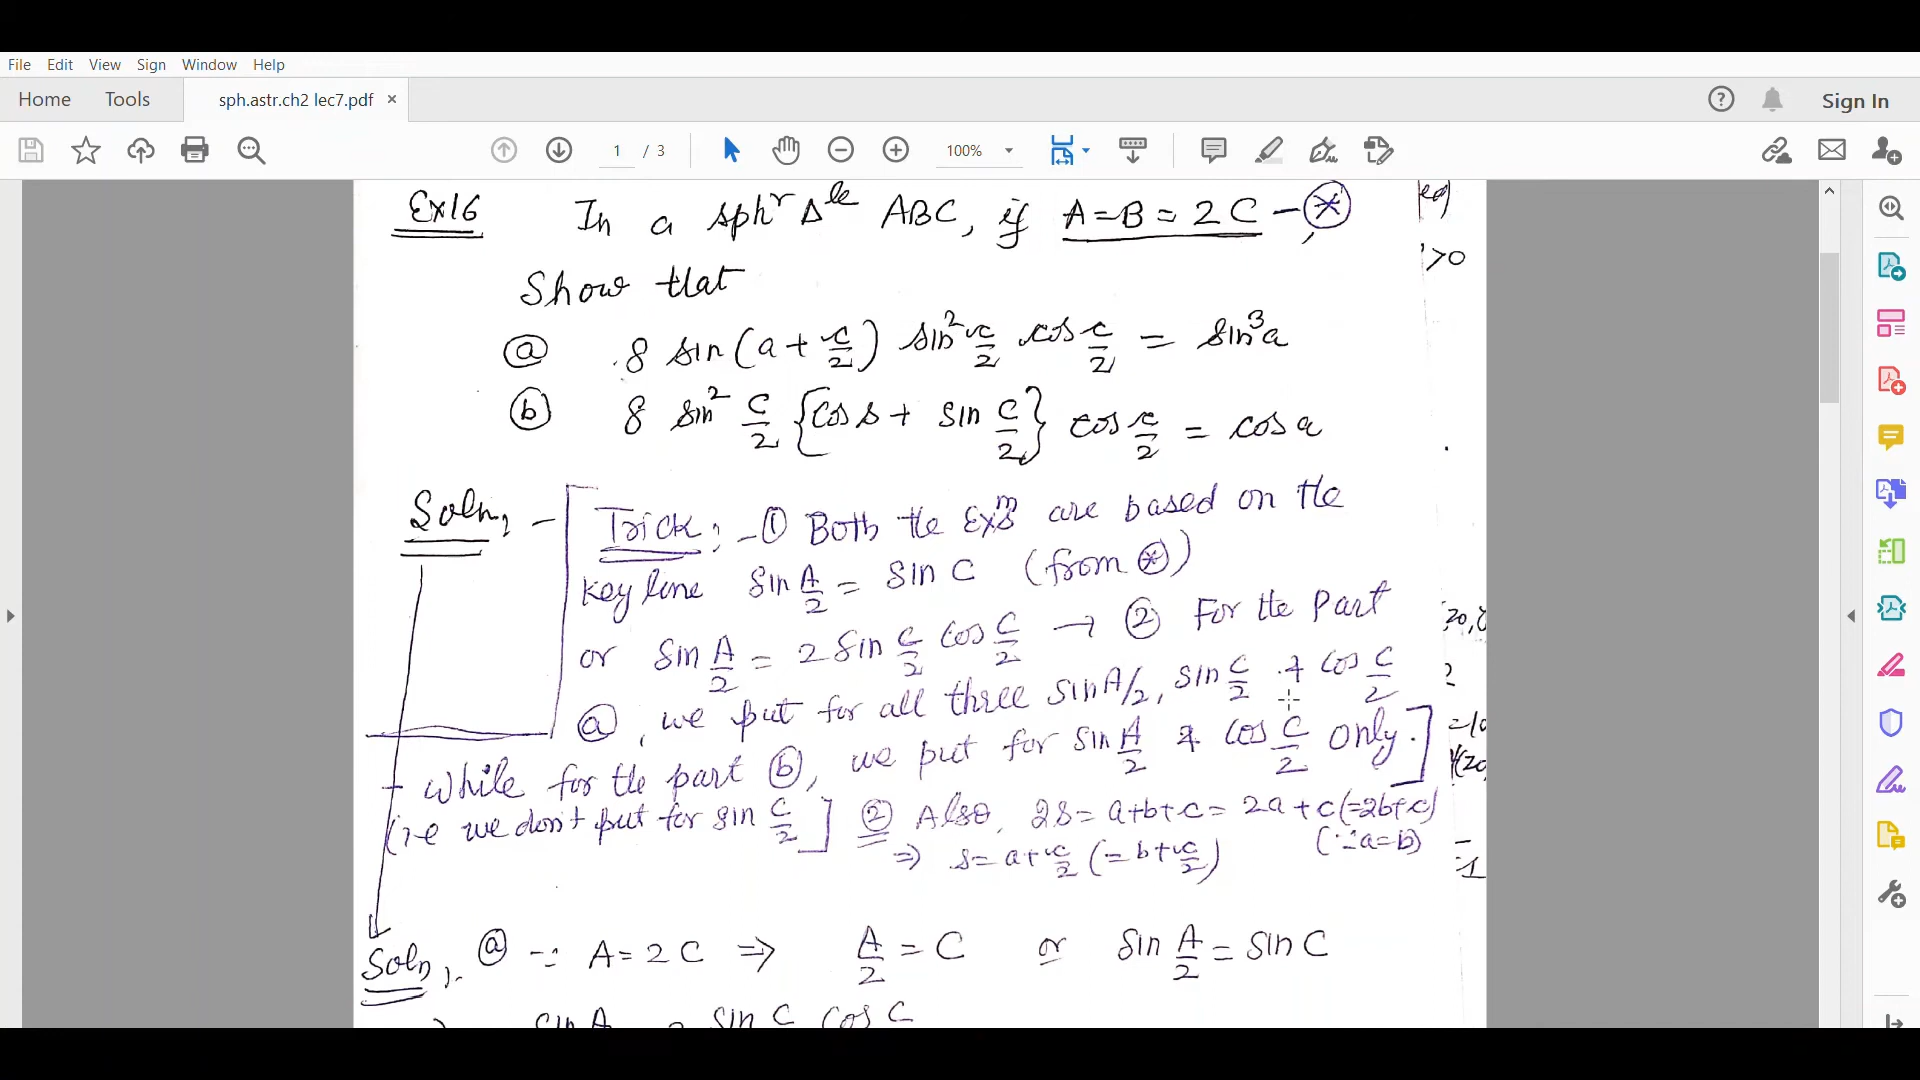 File Edit View Sign Window Help
Home Tools sph.astr.ch2 lec7.pdf × Sign In
1 / 3 100%
Ex16 In a sphʳ Δˡᵉ ABC, if A=B=2C -(*)
>0
Show that
(a) 8 sin(a + c/2) sin² c/2 cos c/2 = sin³a
(b) 8 sin² C/2 {cos s + sin C/2} cos c/2 = cos a
Soln, - [Trick: -① Both the Exᵐˢ are based on the
key line sin A/2 = sin C (from (*))
or sin A/2 = 2 sin C/2 cos C/2 → ② For the Part
(a), we put for all three sin A/2, sin C/2 & cos C/2
while for the part (b), we put for sin A/2 & cos C/2 only.]
(i.e we don't put for sin C/2] ② Also, 2s = a+b+c = 2a+c (=2b+c)
⇒ s = a+c/2 (= b+c/2) (∵ a=b)
Soln, (a) ∵ A = 2C ⇒ A/2 = C or sin A/2 = sin C
sin A 2 sin C cos C